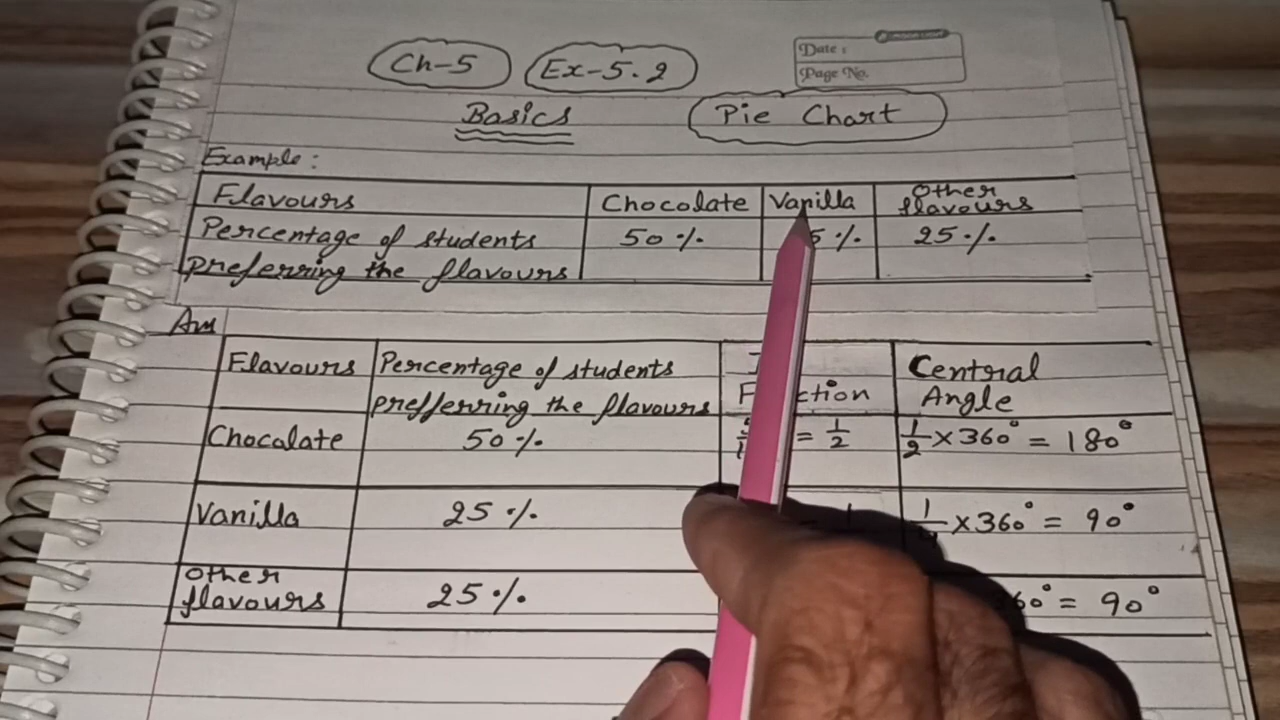 Ch-5 Ex-5.2
Date :
Page No.
Basics Pie Chart
Example :
Flavours Chocolate Vanilla Other flavours
Percentage of students preferring the flavours 50% 5% 25%
Ans
Flavours Percentage of students prefferring the flavours Central Angle
Chocolate 50% = 1/2 1/2 × 360° = 180°
Vanilla 25% = × 360° = 90°
Other flavours 25% = 90°